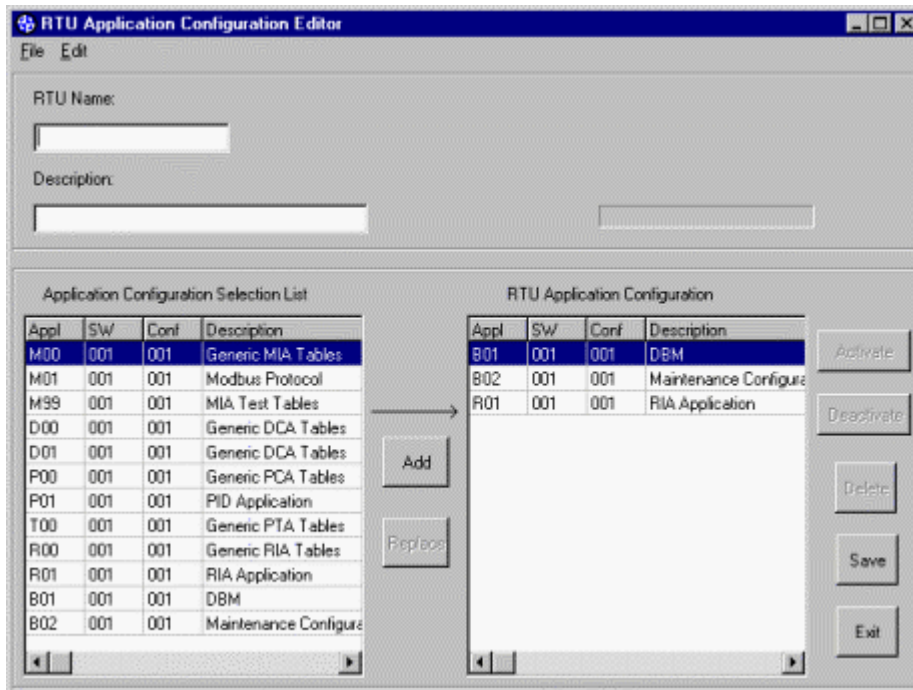 RTU Application Configuration Editor
File Edit
RTU Name:
Description:
Application Configuration Selection List
Appl SW Conf Description
M00 001 001 Generic MIA Tables
M01 001 001 Modbus Protocol
M99 001 001 MIA Test Tables
D00 001 001 Generic DCA Tables
D01 001 001 Generic DCA Tables
P00 001 001 Generic PCA Tables
P01 001 001 PID Application
T00 001 001 Generic PTA Tables
R00 001 001 Generic RIA Tables
R01 001 001 RIA Application
B01 001 001 DBM
B02 001 001 Maintenance Configura
Add
Replace
RTU Application Configuration
Appl SW Conf Description
B01 001 001 DBM
B02 001 001 Maintenance Configura
R01 001 001 RIA Application
Activate
Deactivate
Delete
Save
Exit